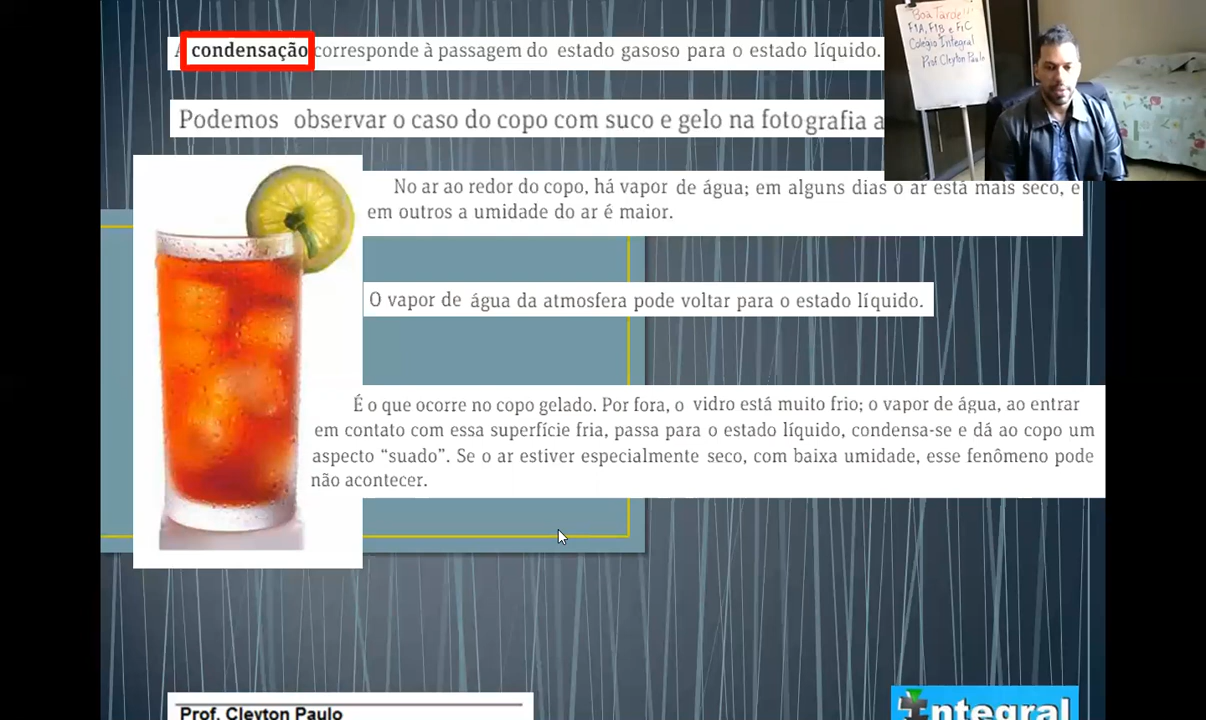 A condensação corresponde à passagem do estado gasoso para o estado líquido.
Boa Tarde!!!
F1A, F1B e F1C
Colégio Integral
Prof. Cleyton Paulo
Podemos observar o caso do copo com suco e gelo na fotografia a
No ar ao redor do copo, há vapor de água; em alguns dias o ar está mais seco, e
em outros a umidade do ar é maior.
O vapor de água da atmosfera pode voltar para o estado líquido.
É o que ocorre no copo gelado. Por fora, o vidro está muito frio; o vapor de água, ao entrar
em contato com essa superfície fria, passa para o estado líquido, condensa-se e dá ao copo um
aspecto “suado”. Se o ar estiver especialmente seco, com baixa umidade, esse fenômeno pode
não acontecer.
Prof. Cleyton Paulo
Integral